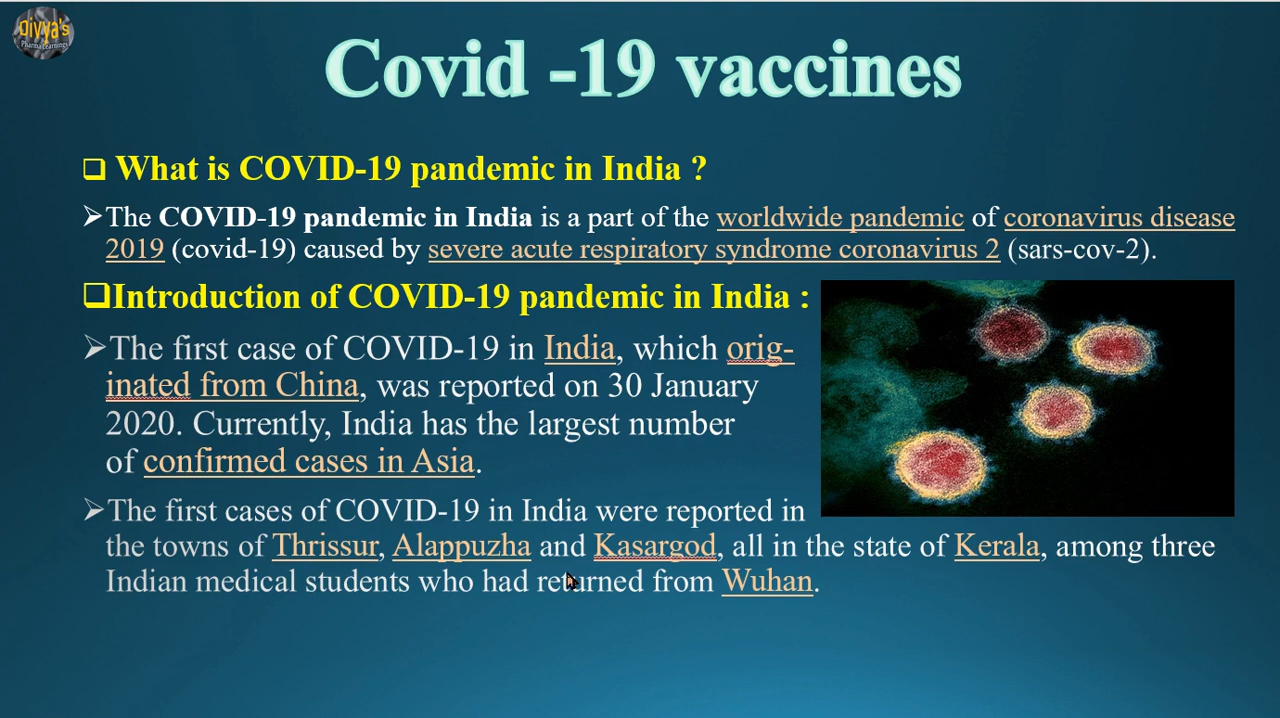 Divya's
Pharma Learnings
Covid -19 vaccines
What is COVID-19 pandemic in India ?
The COVID-19 pandemic in India is a part of the worldwide pandemic of coronavirus disease
2019 (covid-19) caused by severe acute respiratory syndrome coronavirus 2 (sars-cov-2).
Introduction of COVID-19 pandemic in India :
The first case of COVID-19 in India, which orig-
inated from China, was reported on 30 January
2020. Currently, India has the largest number
of confirmed cases in Asia.
The first cases of COVID-19 in India were reported in
the towns of Thrissur, Alappuzha and Kasargod, all in the state of Kerala, among three
Indian medical students who had returned from Wuhan.